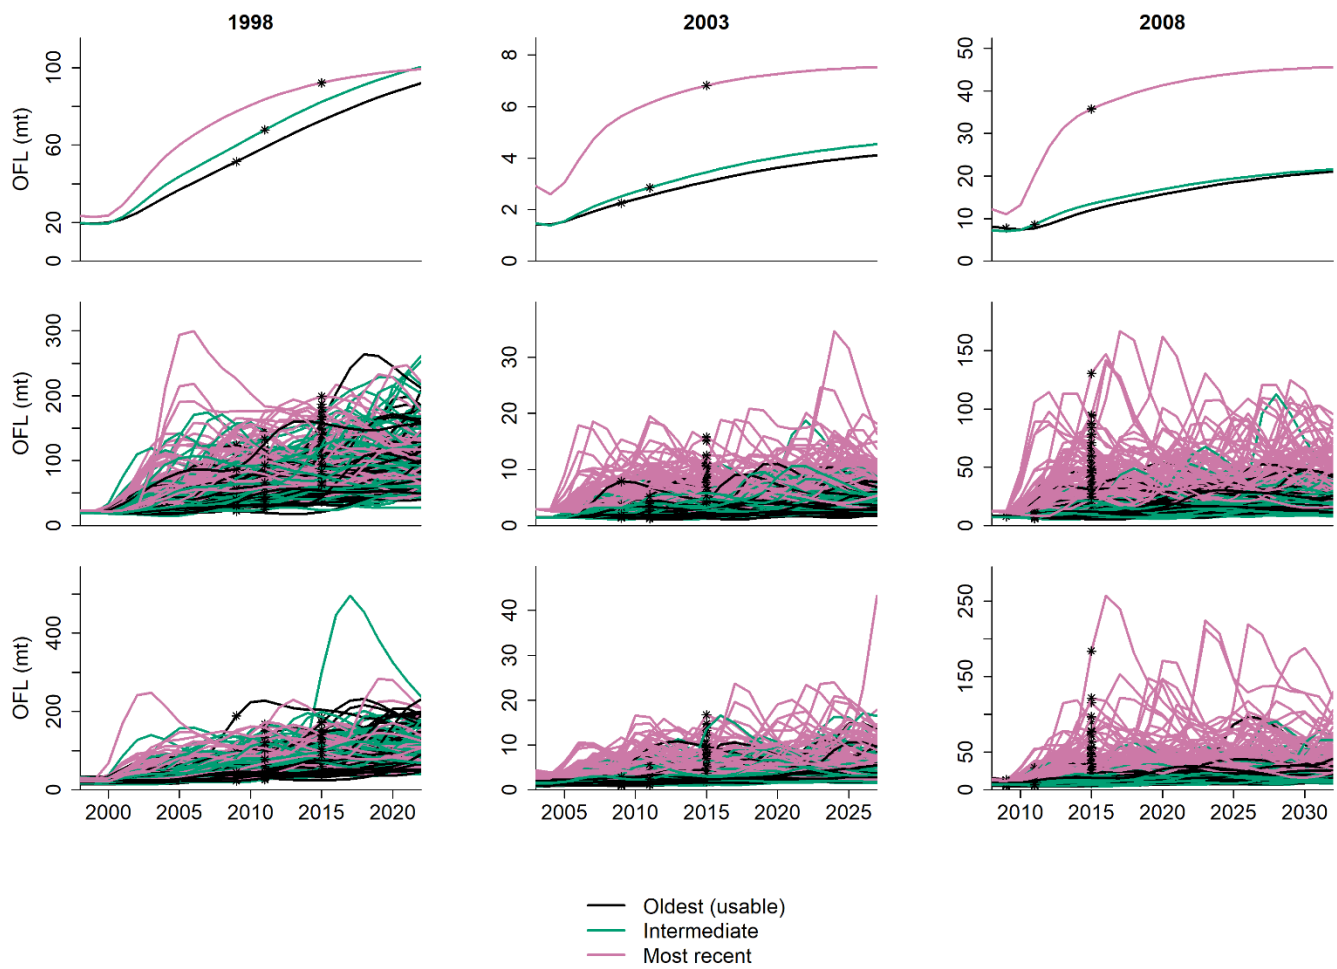 1998 2003 2008
OFL (mt)
0 20 60 100
0 2 4 6 8
0 10 20 30 40 50
OFL (mt)
0 100 200 300
0 10 20 30
0 50 100 150
OFL (mt)
0 200 400
0 10 20 30 40
0 50 150 250
2000 2005 2010 2015 2020
2005 2010 2015 2020 2025
2010 2015 2020 2025 2030
Oldest (usable)
Intermediate
Most recent